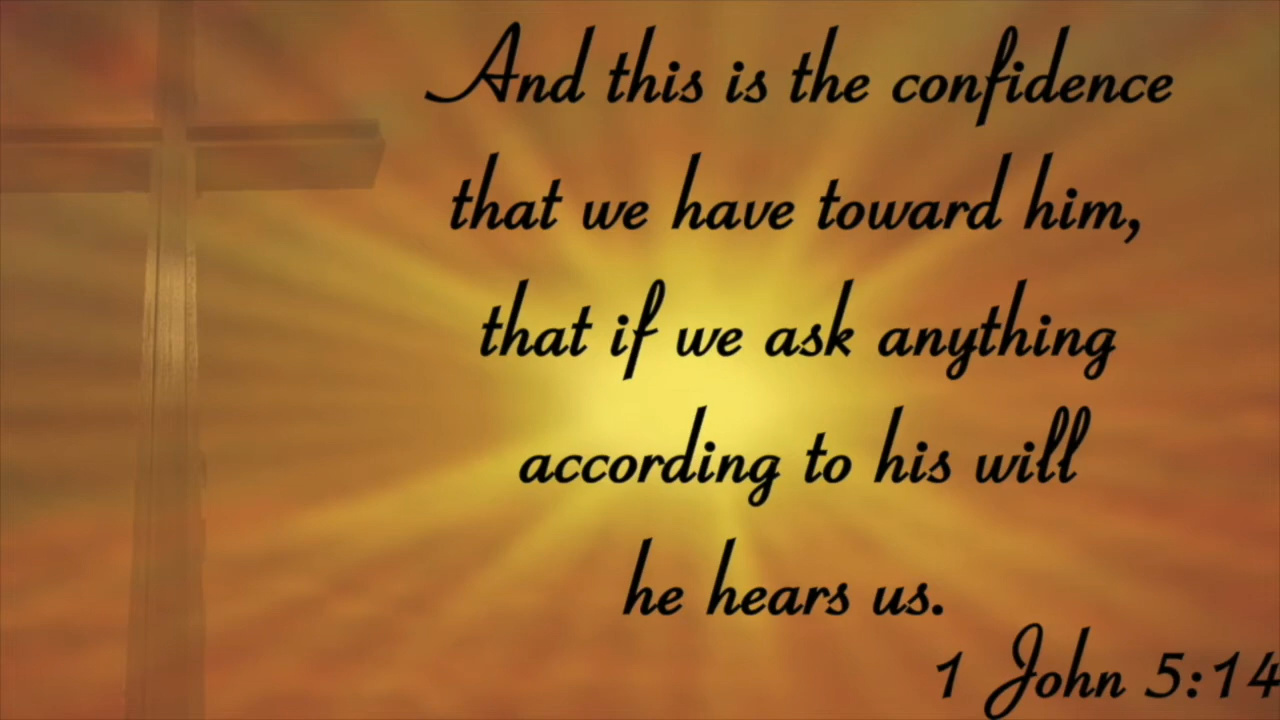 And this is the confidence
that we have toward him,
that if we ask anything
according to his will
he hears us.
1 John 5:14